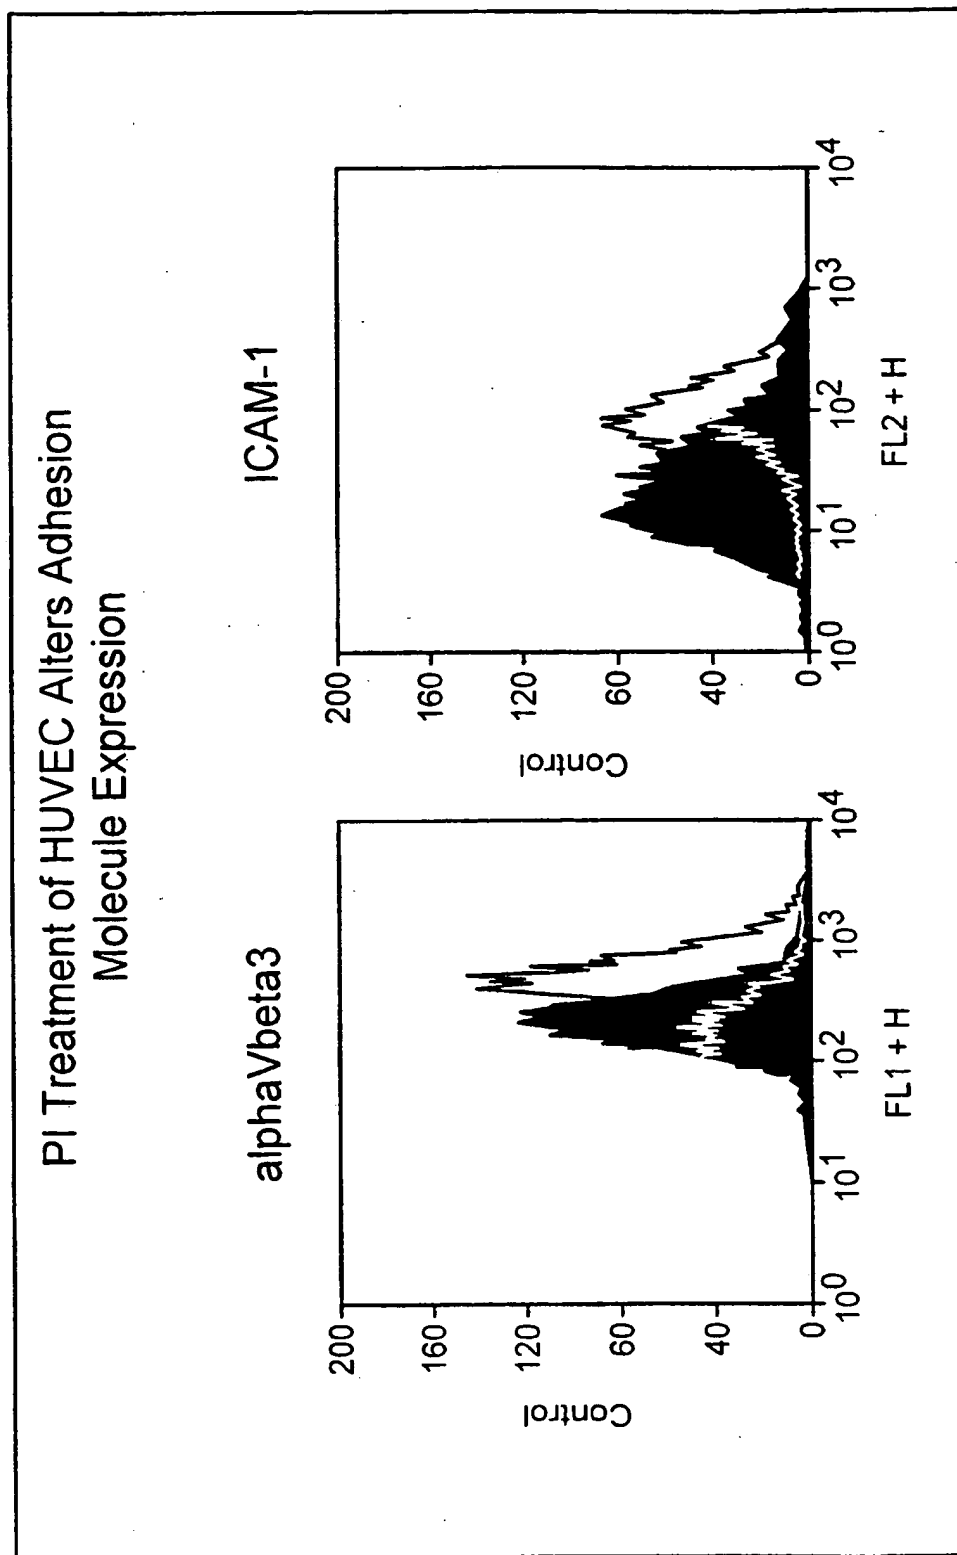 PI Treatment of HUVEC Alters Adhesion
Molecule Expression
alphaVbeta3
200
160
120
60
40
0
Control
10^0 10^1 10^2 10^3 10^4
FL1 + H
ICAM-1
200
160
120
60
40
0
Control
10^0 10^1 10^2 10^3 10^4
FL2 + H